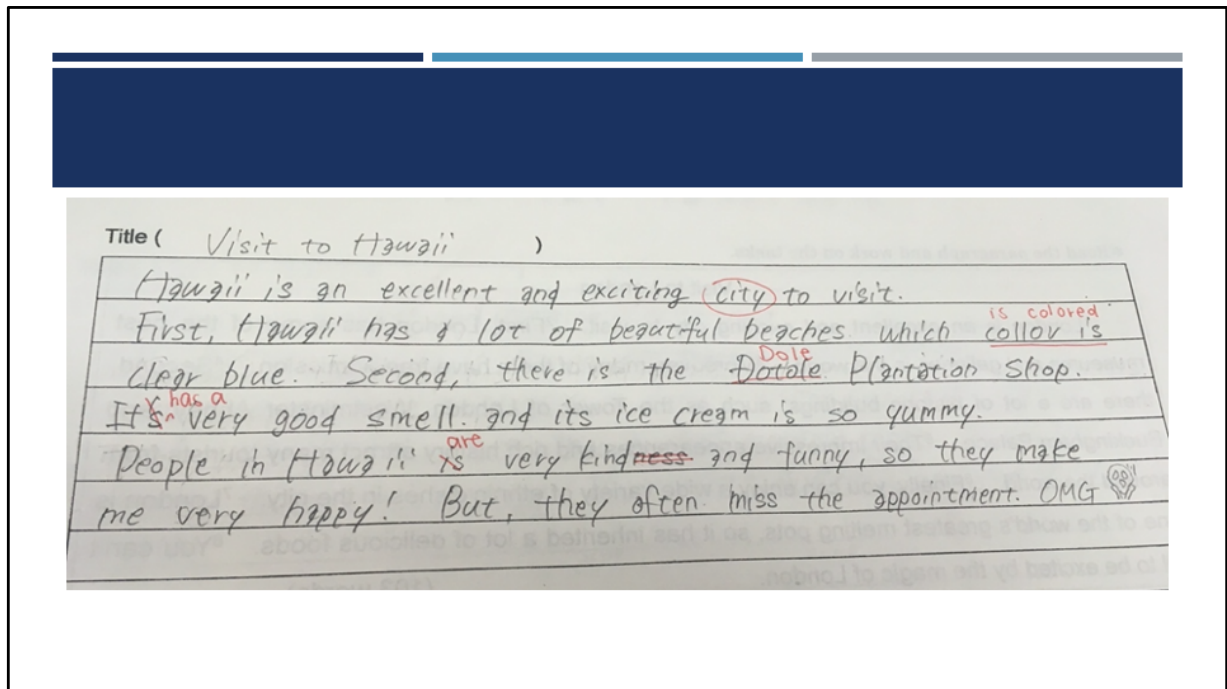 Title ( Visit to Hawaii )
Hawaii is an excellent and exciting city to visit.
is colored
First, Hawaii has a lot of beautiful beaches which collor is
Dole
Clear blue. Second, there is the Dotole Plantation Shop.
has a
It's very good smell. and its ice cream is so yummy.
are
People in Hawaii is very kindness and funny, so they make
me very happy! But, they often miss the appointment. OMG